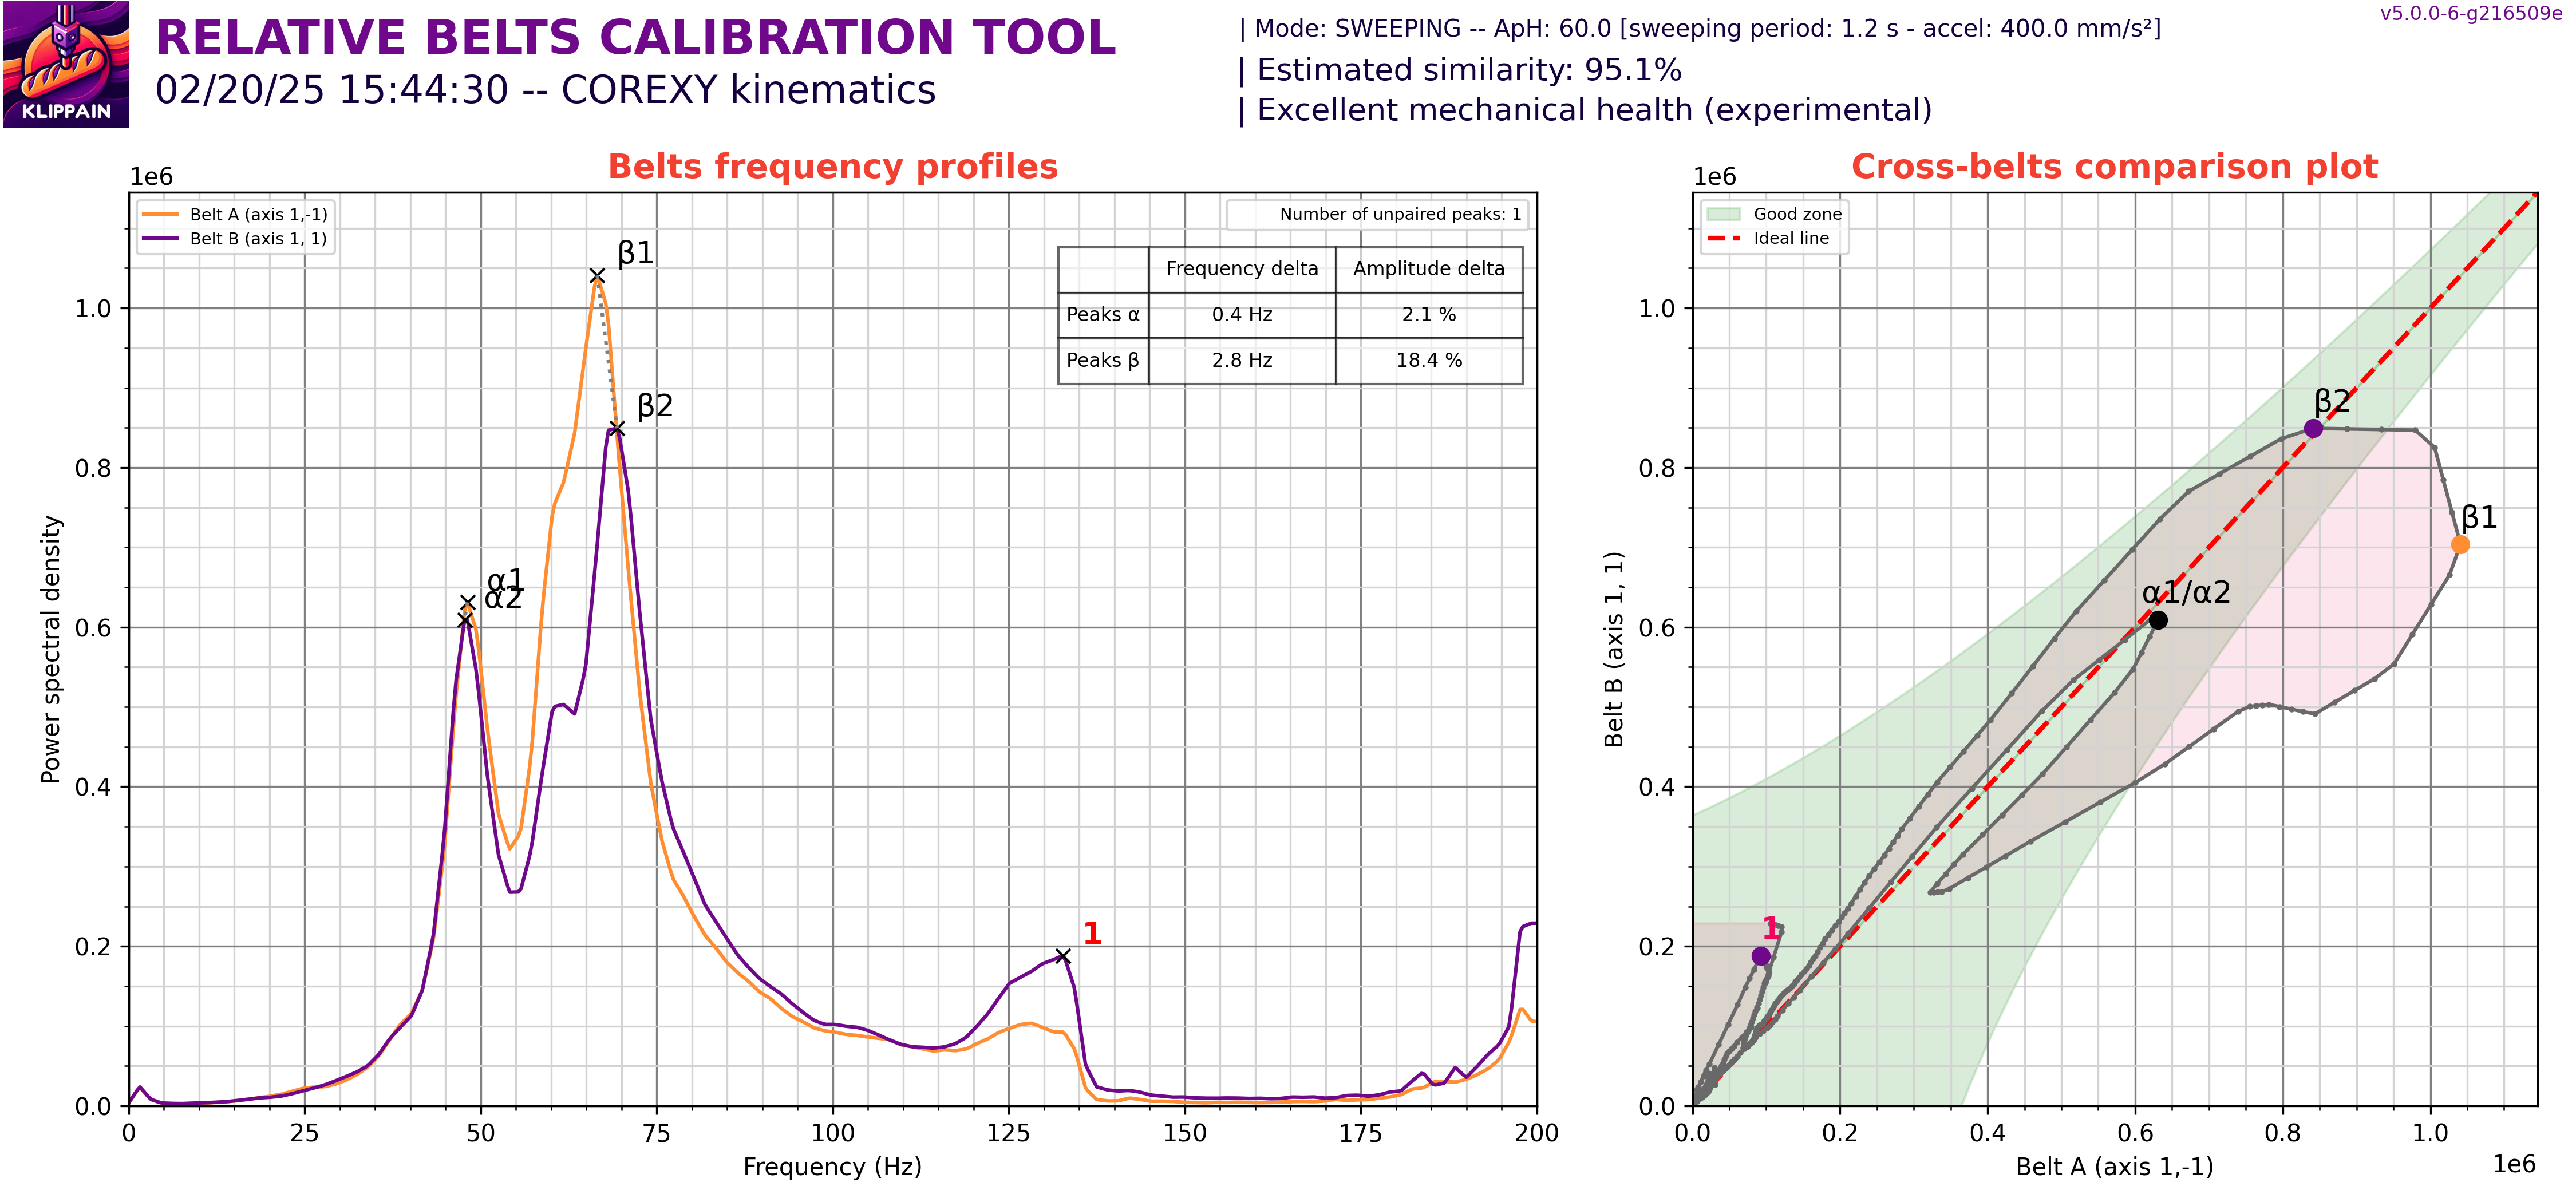 KLIPPAIN
RELATIVE BELTS CALIBRATION TOOL
02/20/25 15:44:30 -- COREXY kinematics
| Mode: SWEEPING -- ApH: 60.0 [sweeping period: 1.2 s - accel: 400.0 mm/s²]
| Estimated similarity: 95.1%
| Excellent mechanical health (experimental)
v5.0.0-6-g216509e
Belts frequency profiles
1e6
Belt A (axis 1,-1)
Belt B (axis 1, 1)
Number of unpaired peaks: 1
Frequency delta Amplitude delta
Peaks α 0.4 Hz 2.1 %
Peaks β 2.8 Hz 18.4 %
β1
β2
α1
α2
1
Power spectral density
1.0
0.8
0.6
0.4
0.2
0.0
0 25 50 75 100 125 150 175 200
Frequency (Hz)
Cross-belts comparison plot
1e6
Good zone
Ideal line
β2
β1
α1/α2
1
Belt B (axis 1, 1)
1.0
0.8
0.6
0.4
0.2
0.0
0.0 0.2 0.4 0.6 0.8 1.0
Belt A (axis 1,-1)
1e6